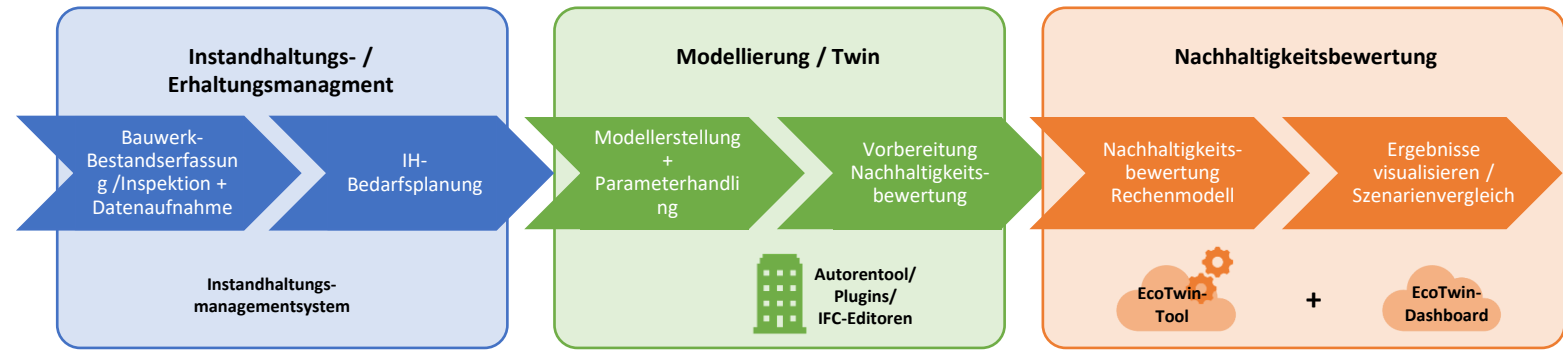 Instandhaltungs- /
Erhaltungsmanagment
Bauwerk-
Bestandserfassun
g /Inspektion +
Datenaufnahme
IH-
Bedarfsplanung
Instandhaltungs-
managementsystem
Modellierung / Twin
Modellerstellung
+
Parameterhandli
ng
Vorbereitung
Nachhaltigkeits-
bewertung
Autorentool/
Plugins/
IFC-Editoren
Nachhaltigkeitsbewertung
Nachhaltigkeits-
bewertung
Rechenmodell
Ergebnisse
visualisieren /
Szenarienvergleich
EcoTwin-
Tool
+
EcoTwin-
Dashboard